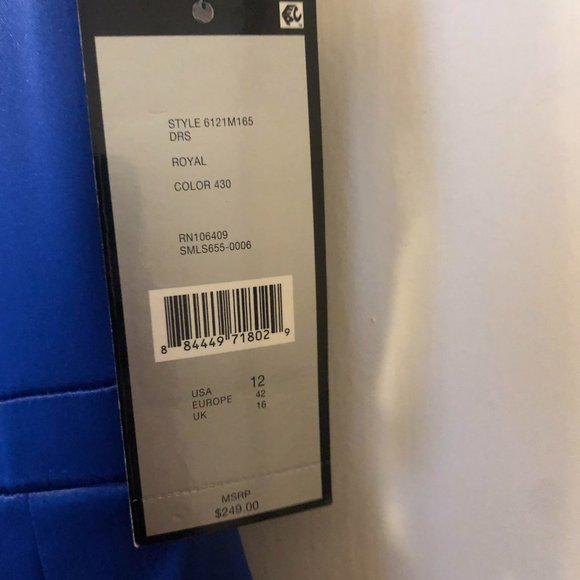 STYLE 6121M165
DRS
ROYAL
COLOR 430
RN106409
SMLS655-0006
8 84449 71802 9
USA 12
EUROPE 42
UK 16
MSRP
$249.00